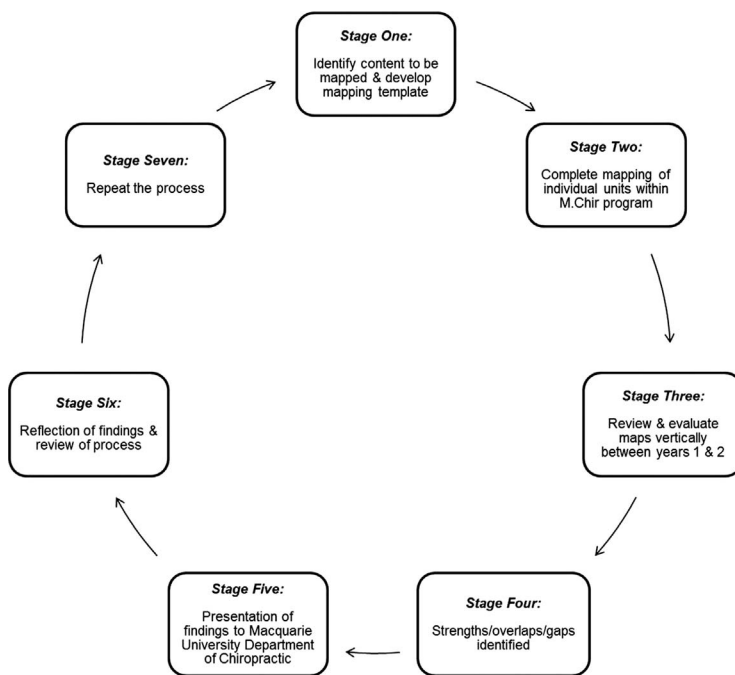 Stage One:
Identify content to be
mapped & develop
mapping template
Stage Two:
Complete mapping of
individual units within
M.Chir program
Stage Three:
Review & evaluate
maps vertically
between years 1 & 2
Stage Four:
Strengths/overlaps/gaps
identified
Stage Five:
Presentation of
findings to Macquarie
University Department
of Chiropractic
Stage Six:
Reflection of findings &
review of process
Stage Seven:
Repeat the process